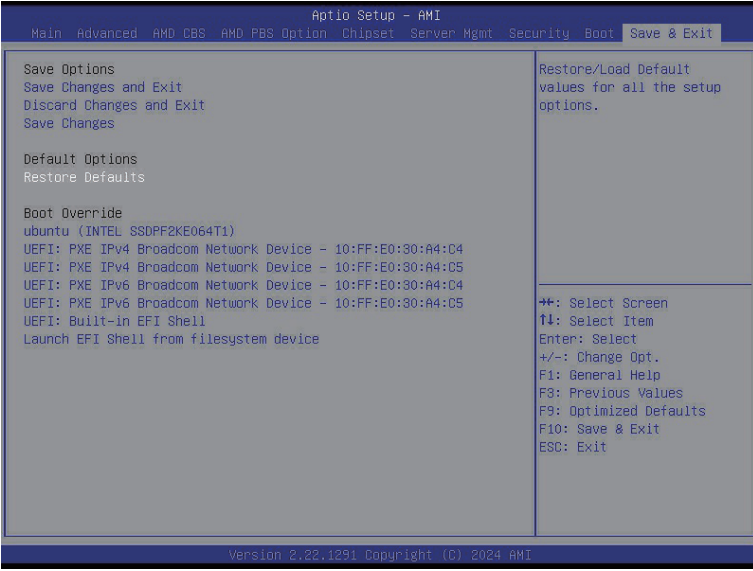 Aptio Setup – AMI
Main Advanced AMD CBS AMD PBS Option Chipset Server Mgmt Security Boot Save & Exit
Save Options
Save Changes and Exit
Discard Changes and Exit
Save Changes
Default Options
Restore Defaults
Boot Override
ubuntu (INTEL SSDPF2KE064T1)
UEFI: PXE IPv4 Broadcom Network Device – 10:FF:E0:30:A4:C4
UEFI: PXE IPv4 Broadcom Network Device – 10:FF:E0:30:A4:C5
UEFI: PXE IPv6 Broadcom Network Device – 10:FF:E0:30:A4:C4
UEFI: PXE IPv6 Broadcom Network Device – 10:FF:E0:30:A4:C5
UEFI: Built-in EFI Shell
Launch EFI Shell from filesystem device
Restore/Load Default
values for all the setup
options.
→←: Select Screen
↑↓: Select Item
Enter: Select
+/-: Change Opt.
F1: General Help
F3: Previous Values
F9: Optimized Defaults
F10: Save & Exit
ESC: Exit
Version 2.22.1291 Copyright (C) 2024 AMI